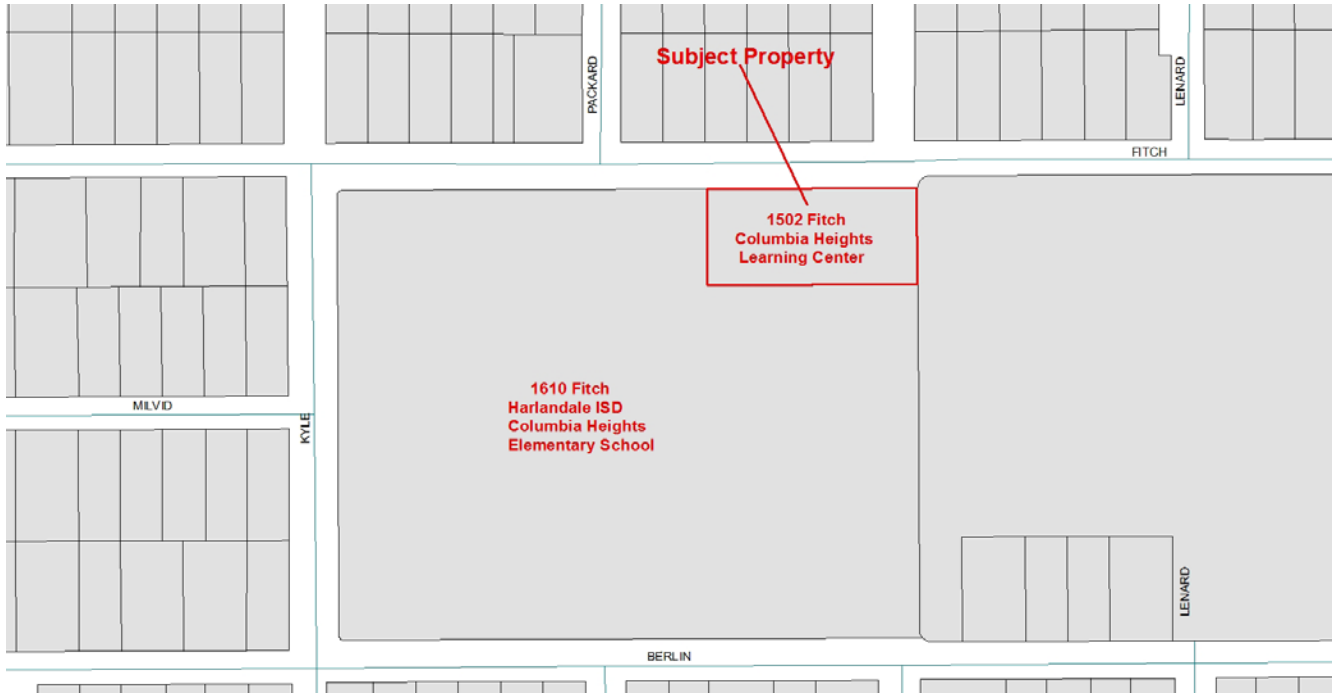 Subject Property
PACKARD
LENARD
FITCH
1502 Fitch
Columbia Heights
Learning Center
1610 Fitch
Harlandale ISD
Columbia Heights
Elementary School
MILVID
KYLE
LENARD
BERLIN